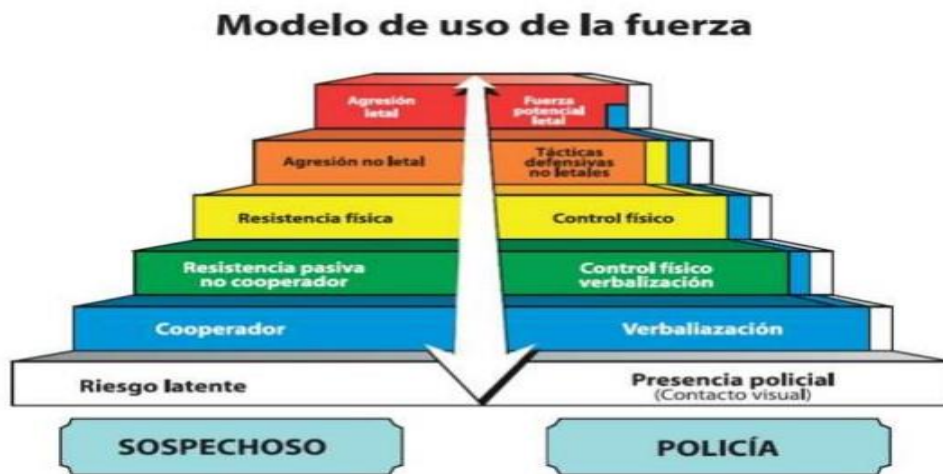 Modelo de uso de la fuerza
Agresión
letal
Fuerza
potencial
letal
Agresión no letal
Tácticas
defensivas
no letales
Resistencia física
Control físico
Resistencia pasiva
no cooperador
Control físico
verbalización
Cooperador
Verbaliazación
Riesgo latente
Presencia policial
(Contacto visual)
SOSPECHOSO
POLICÍA